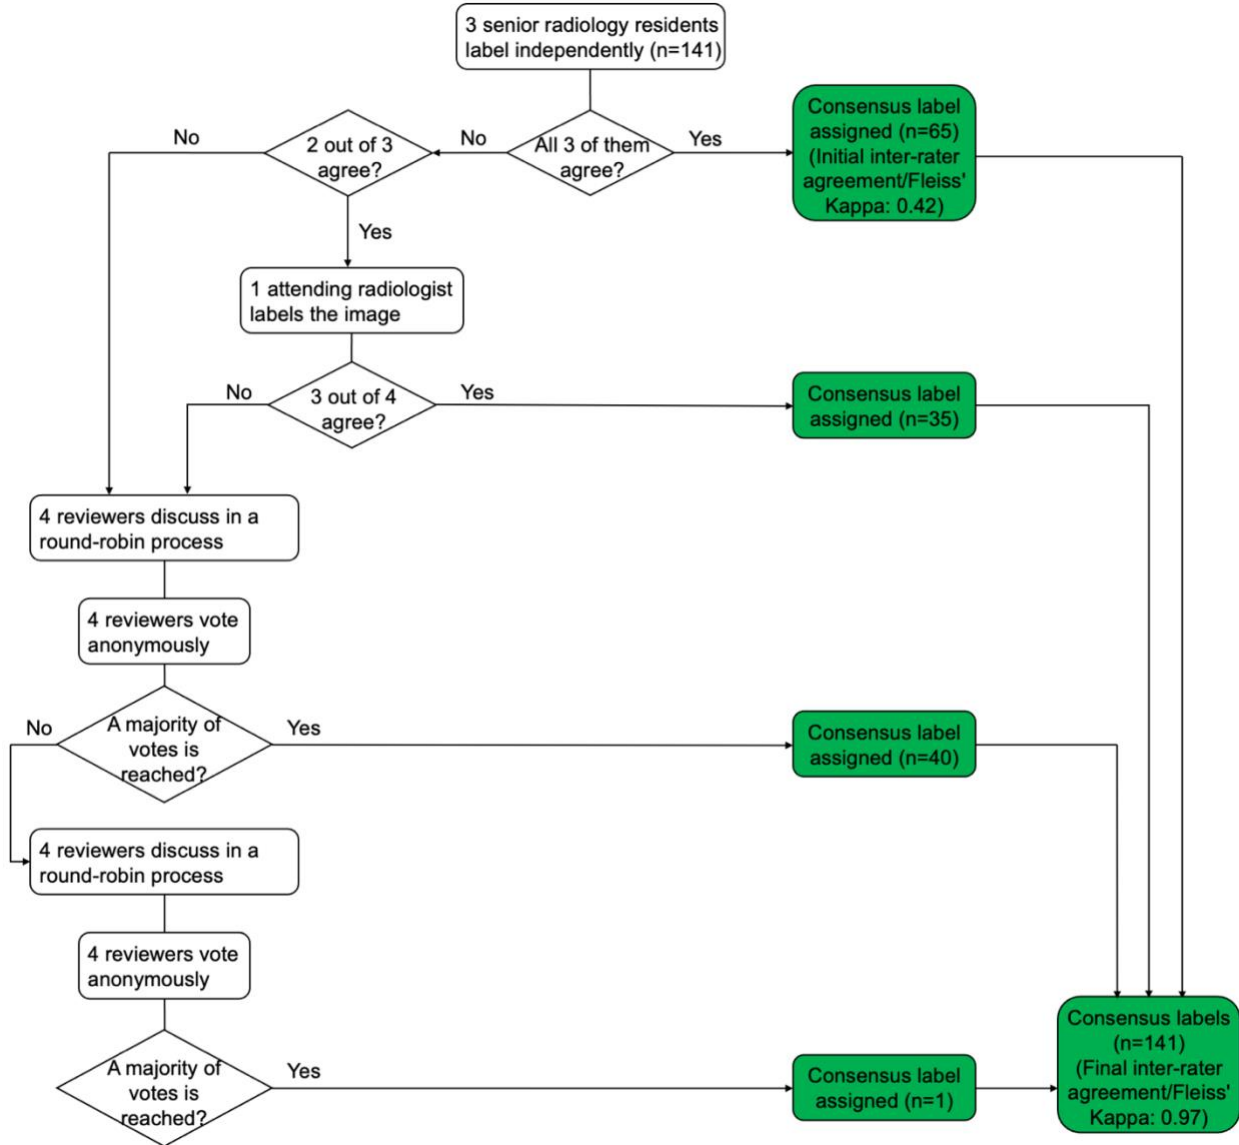 3 senior radiology residents
label independently (n=141)
No
2 out of 3
agree?
No
All 3 of them
agree?
Yes
Consensus label
assigned (n=65)
(Initial inter-rater
agreement/Fleiss'
Kappa: 0.42)
Yes
1 attending radiologist
labels the image
No
3 out of 4
agree?
Yes
Consensus label
assigned (n=35)
4 reviewers discuss in a
round-robin process
4 reviewers vote
anonymously
No
A majority of
votes is
reached?
Yes
Consensus label
assigned (n=40)
4 reviewers discuss in a
round-robin process
4 reviewers vote
anonymously
A majority of
votes is
reached?
Yes
Consensus label
assigned (n=1)
Consensus labels
(n=141)
(Final inter-rater
agreement/Fleiss'
Kappa: 0.97)